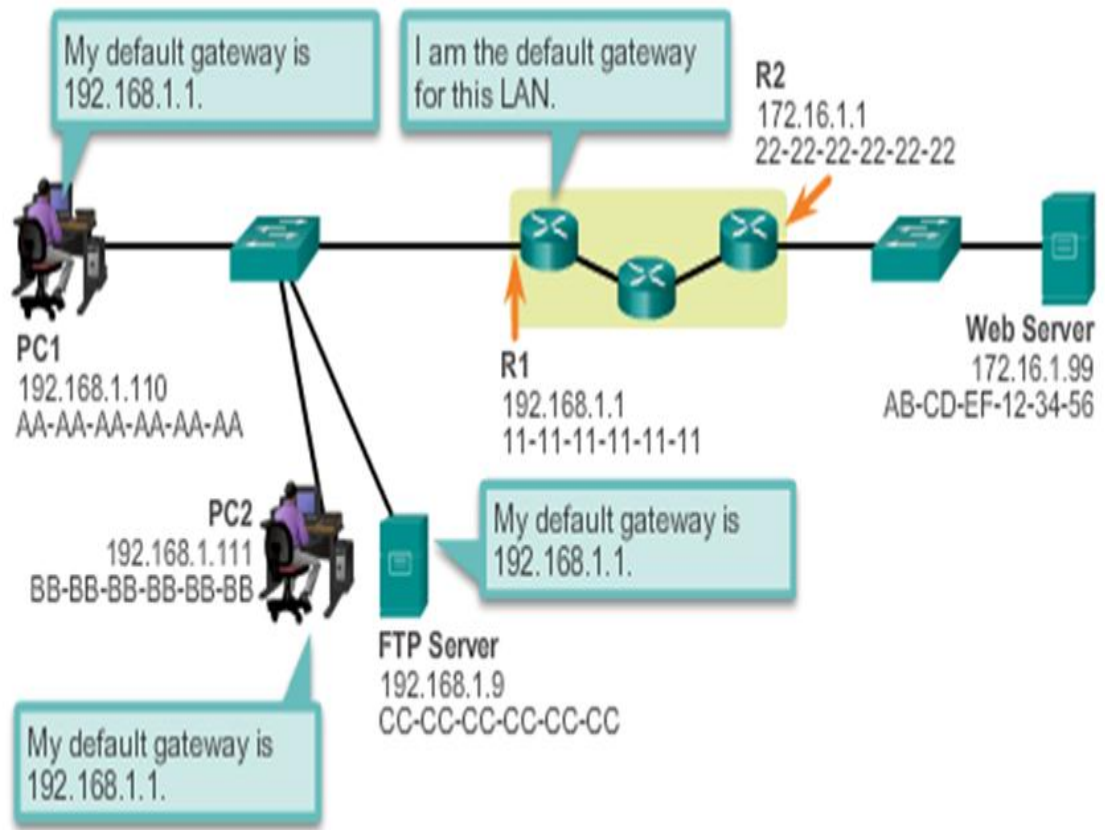 My default gateway is
192.168.1.1.
I am the default gateway
for this LAN.
R2
172.16.1.1
22-22-22-22-22-22
PC1
192.168.1.110
AA-AA-AA-AA-AA-AA
R1
192.168.1.1
11-11-11-11-11-11
Web Server
172.16.1.99
AB-CD-EF-12-34-56
PC2
192.168.1.111
BB-BB-BB-BB-BB-BB
My default gateway is
192.168.1.1.
FTP Server
192.168.1.9
CC-CC-CC-CC-CC-CC
My default gateway is
192.168.1.1.